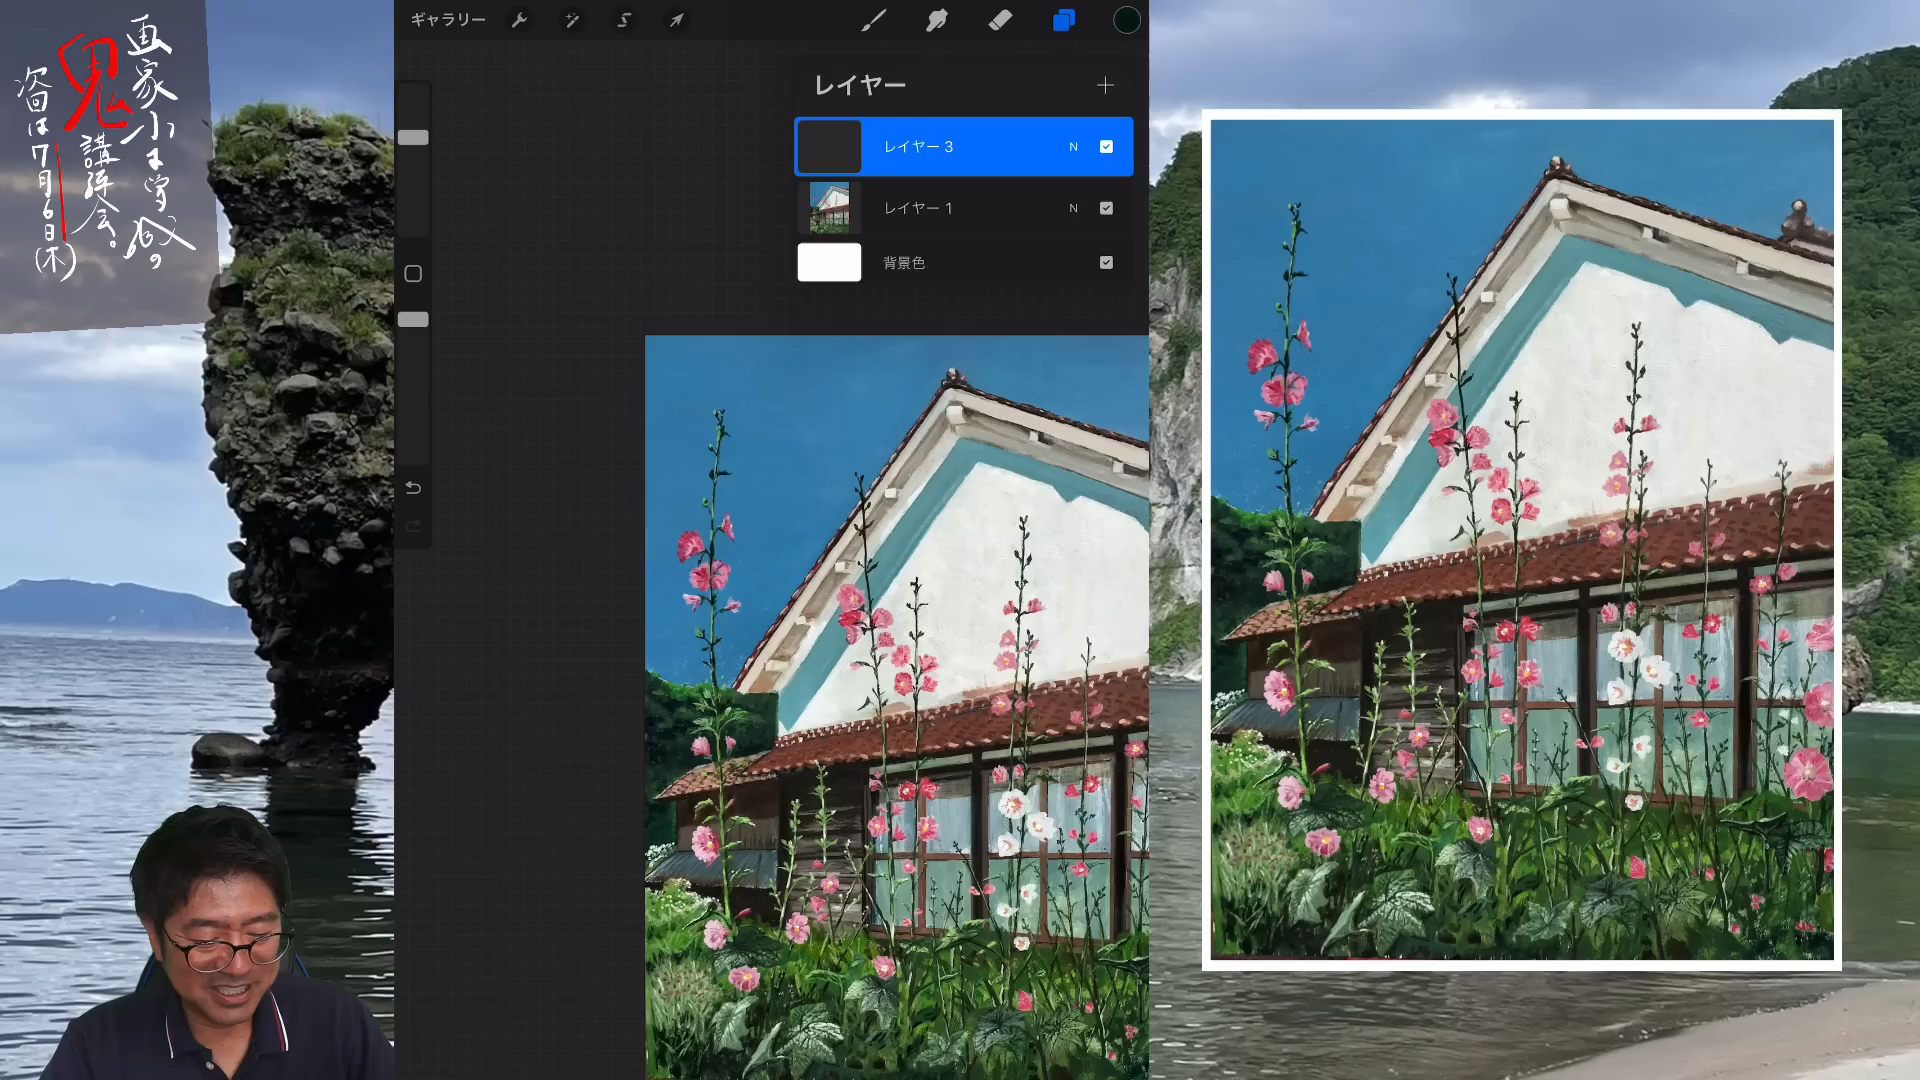 画家小木曽誠の
鬼講評会。
次回は7月6日(木)
ギャラリー
レイヤー
レイヤー 3 N
レイヤー 1 N
背景色